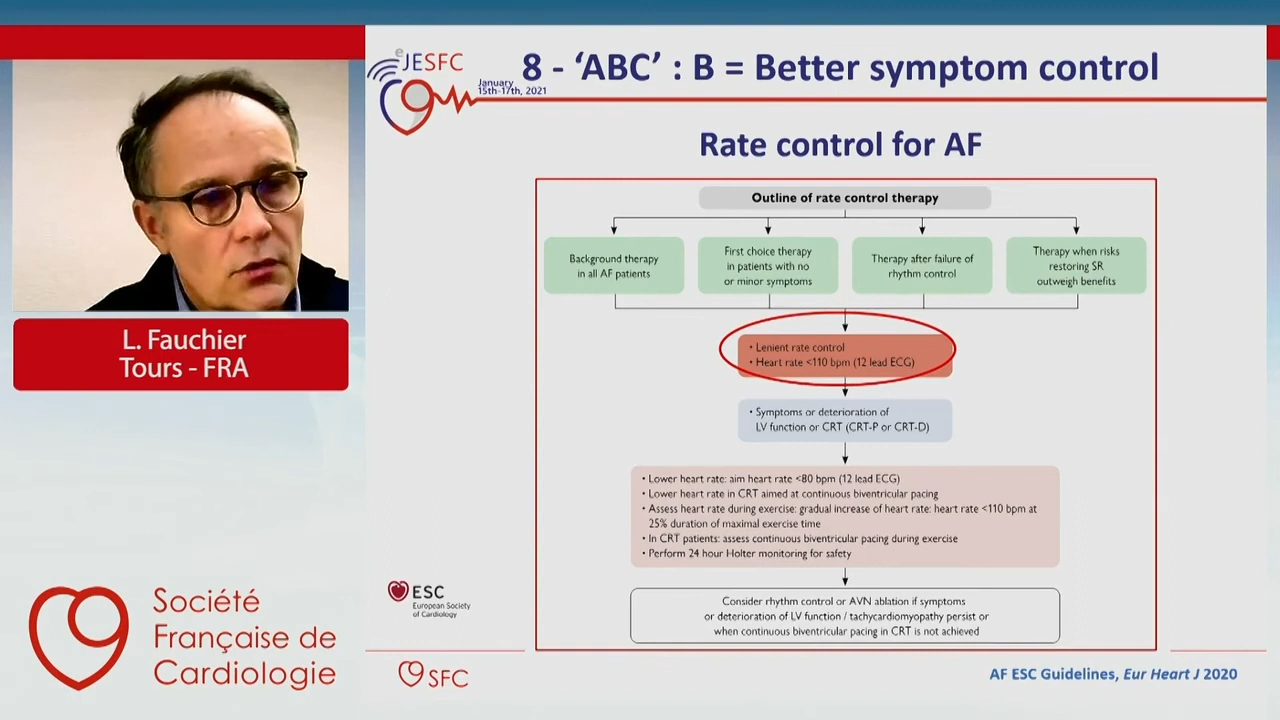 eJESFC
January
15th-17th, 2021
8 - ‘ABC’ : B = Better symptom control
Rate control for AF
Outline of rate control therapy
Background therapy
in all AF patients
First choice therapy
in patients with no
or minor symptoms
Therapy after failure of
rhythm control
Therapy when risks
restoring SR
outweigh benefits
• Lenient rate control
• Heart rate <110 bpm (12 lead ECG)
• Symptoms or deterioration of
LV function or CRT (CRT-P or CRT-D)
• Lower heart rate: aim heart rate <80 bpm (12 lead ECG)
• Lower heart rate in CRT aimed at continuous biventricular pacing
• Assess heart rate during exercise: gradual increase of heart rate: heart rate <110 bpm at
25% duration of maximal exercise time
• In CRT patients: assess continuous biventricular pacing during exercise
• Perform 24 hour Holter monitoring for safety
Consider rhythm control or AVN ablation if symptoms
or deterioration of LV function / tachycardiomyopathy persist or
when continuous biventricular pacing in CRT is not achieved
ESC
European Society
of Cardiology
SFC
AF ESC Guidelines, Eur Heart J 2020
L. Fauchier
Tours - FRA
Société
Française de
Cardiologie